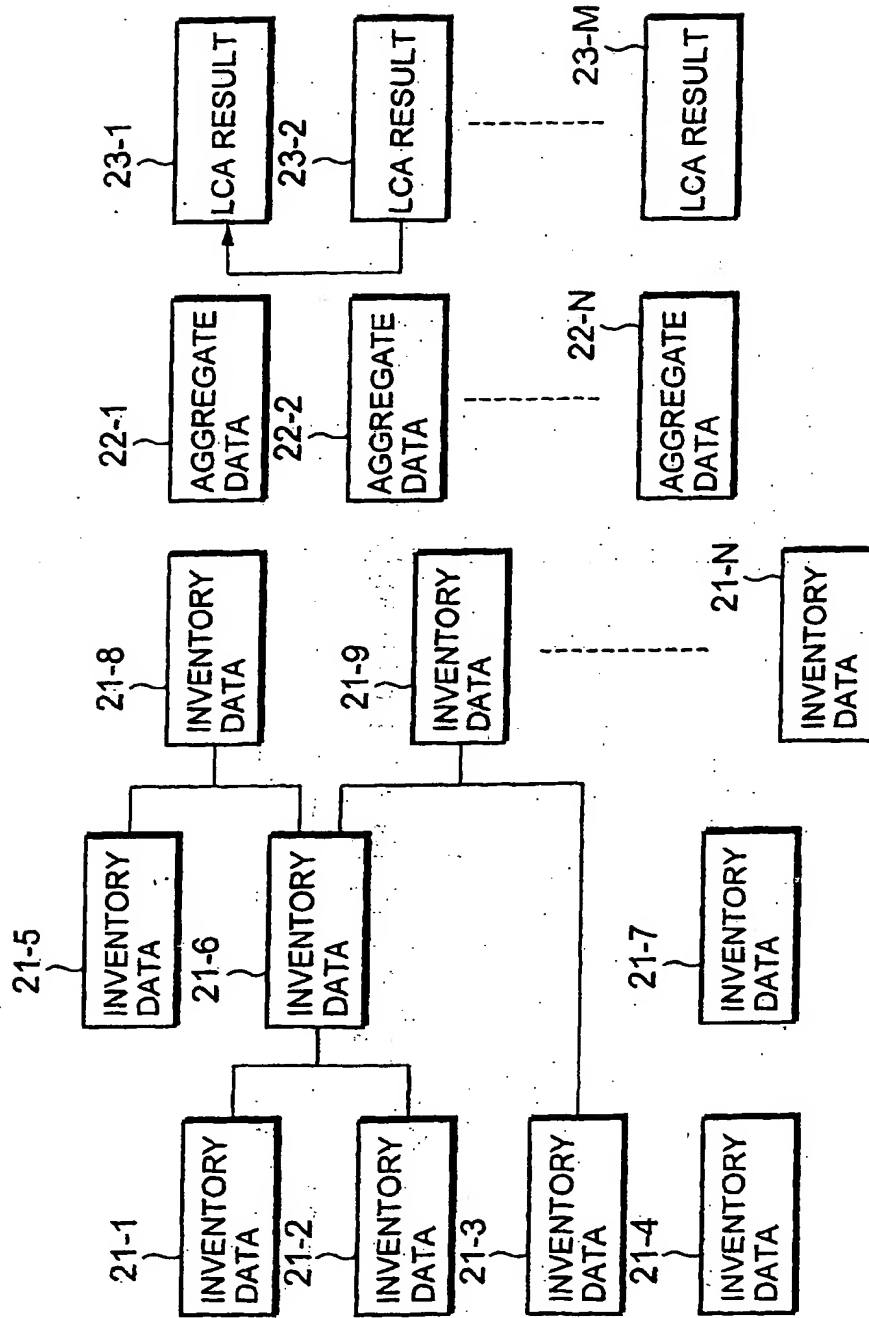 21-1
INVENTORY
DATA
21-2
INVENTORY
DATA
21-3
INVENTORY
DATA
21-4
INVENTORY
DATA
21-5
INVENTORY
DATA
21-6
INVENTORY
DATA
21-7
INVENTORY
DATA
21-8
INVENTORY
DATA
21-9
INVENTORY
DATA
21-N
INVENTORY
DATA
22-1
AGGREGATE
DATA
22-2
AGGREGATE
DATA
22-N
AGGREGATE
DATA
23-1
LCA RESULT
23-2
LCA RESULT
23-M
LCA RESULT